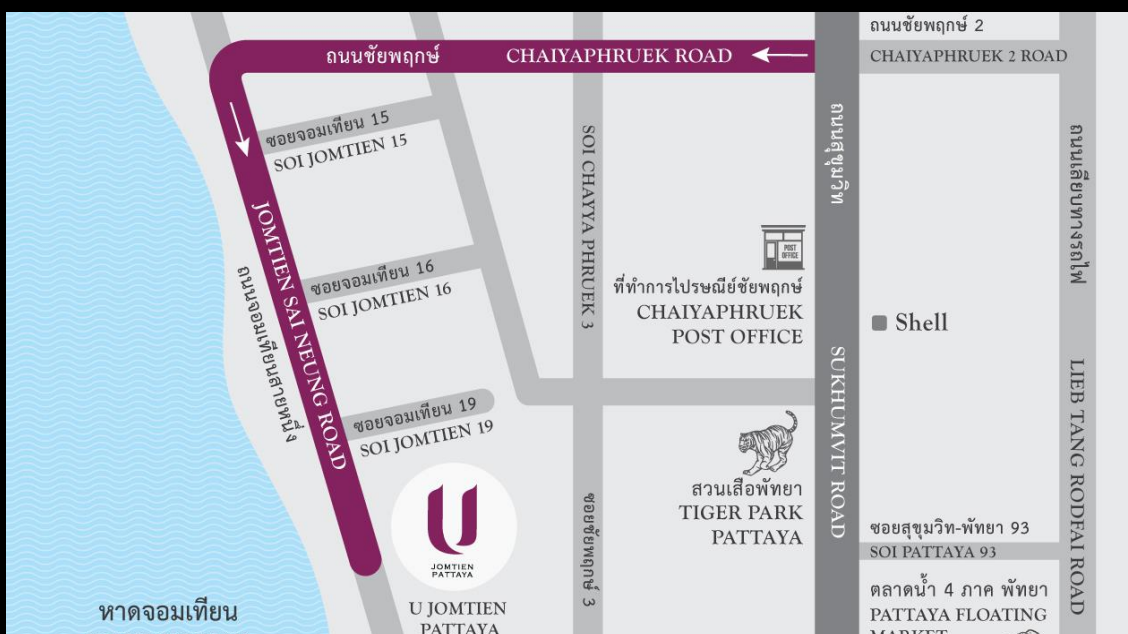 ถนนชัยพฤกษ์ 2
CHAIYAPHRUEK 2 ROAD
ถนนชัยพฤกษ์
CHAIYAPHRUEK ROAD
ซอยจอมเทียน 15
SOI JOMTIEN 15
SOI CHAYYA PHRUEK 3
ถนนสุขุมวิท
ถนนเลียบทางรถไฟ
JOMTIEN SAI NEUNG ROAD
ถนนจอมเทียนสายหนึ่ง
ซอยจอมเทียน 16
SOI JOMTIEN 16
POST
OFFICE
ที่ทำการไปรษณีย์ชัยพฤกษ์
CHAIYAPHRUEK
POST OFFICE
Shell
SUKHUMVIT ROAD
LIEB TANG RODFAI ROAD
ซอยจอมเทียน 19
SOI JOMTIEN 19
สวนเสือพัทยา
TIGER PARK
PATTAYA
U
JOMTIEN
PATTAYA
ซอยชัยพฤกษ์ 3
ซอยสุขุมวิท-พัทยา 93
SOI PATTAYA 93
ตลาดน้ำ 4 ภาค พัทยา
PATTAYA FLOATING
MARKET
หาดจอมเทียน
U JOMTIEN
PATTAYA